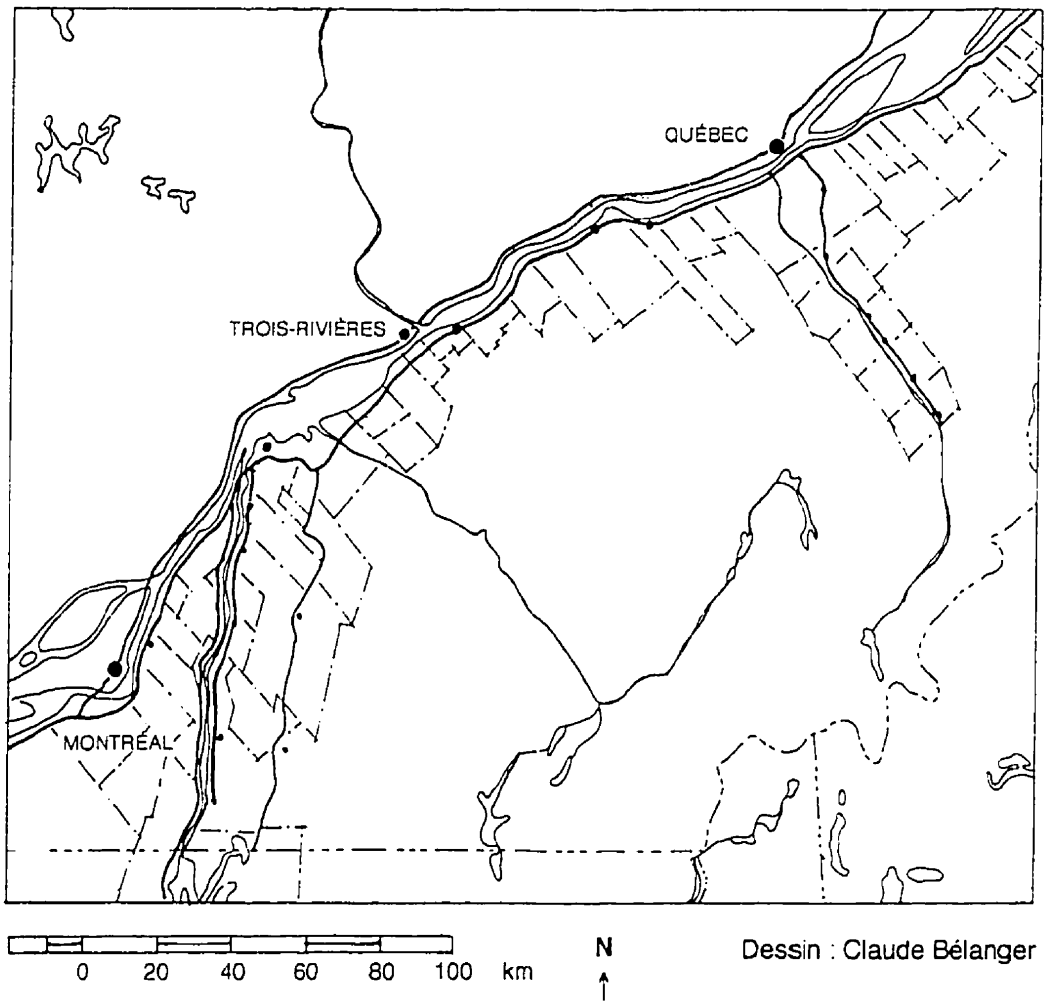 QUÉBEC
TROIS-RIVIÈRES
MONTRÉAL
0 20 40 60 80 100 km
N
Dessin : Claude Bélanger